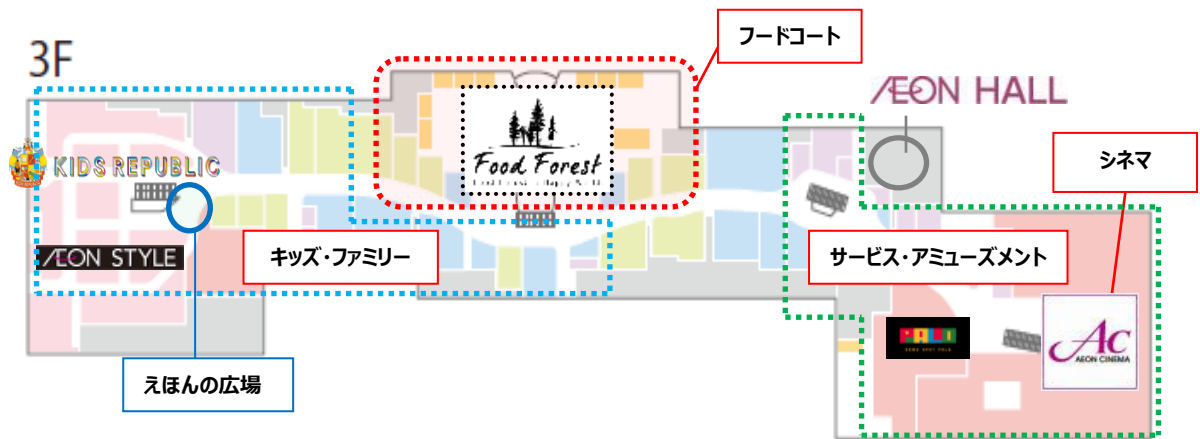 フードコート
3F
ÆON HALL
シネマ
Food Forest
KIDS REPUBLIC
ÆON STYLE
キッズ・ファミリー
サービス・アミューズメント
PALO
Ac
AEON CINEMA
えほんの広場